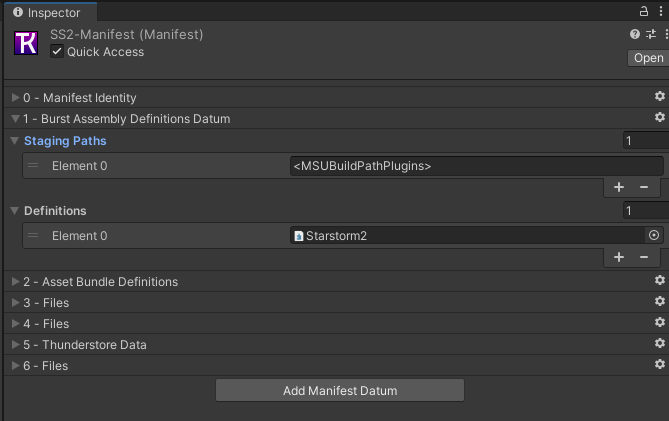 Inspector
SS2-Manifest (Manifest)
Quick Access
Open
0 - Manifest Identity
1 - Burst Assembly Definitions Datum
Staging Paths 1
Element 0 <MSUBuildPathPlugins>
+ −
Definitions 1
Element 0 Starstorm2
+ −
2 - Asset Bundle Definitions
3 - Files
4 - Files
5 - Thunderstore Data
6 - Files
Add Manifest Datum